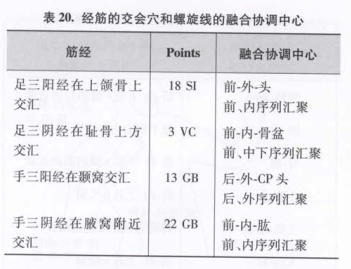 表 20. 经筋的交会穴和螺旋线的融合协调中心
筋经 Points 融合协调中心
足三阳经在上颌骨上 18 SI 前-外-头
交汇 前、内序列汇聚
足三阴经在耻骨上方 3 VC 前-内-骨盆
交汇 前、中下序列汇聚
手三阳经在颞窝交汇 13 GB 后-外-CP 头
后、外序列汇聚
手三阴经在腋窝附近 22 GB 前-内-肱
交汇 前、内序列汇聚